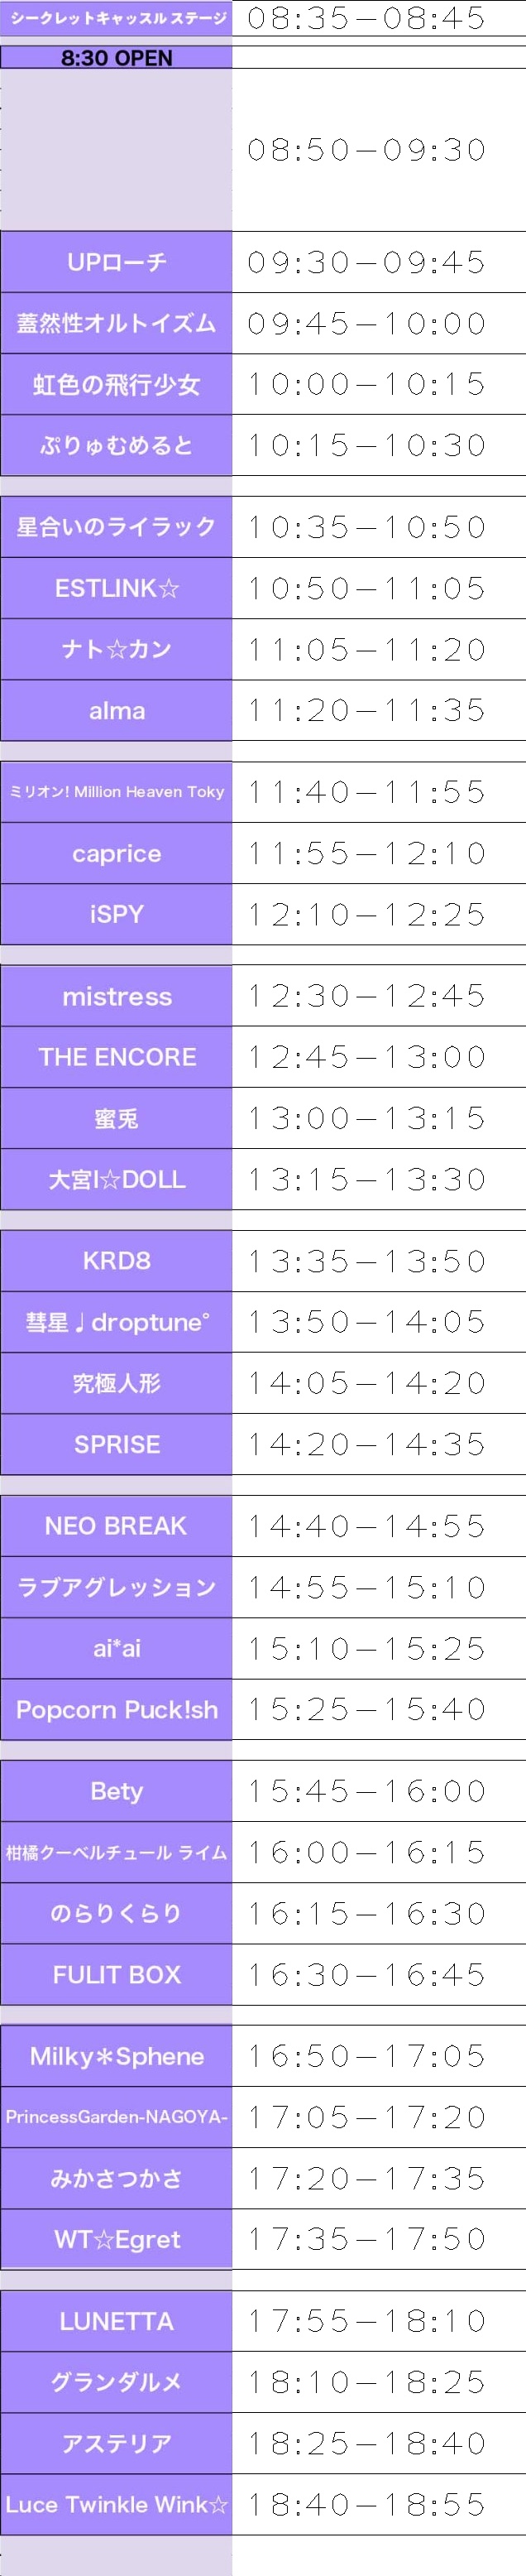 シークレットキャッスル ステージ 08:35—08:45
8:30 OPEN
08:50—09:30
UPローチ 09:30—09:45
蓋然性オルトイズム 09:45—10:00
虹色の飛行少女 10:00—10:15
ぷりゅむめると 10:15—10:30
星合いのライラック 10:35—10:50
ESTLINK☆ 10:50—11:05
ナト☆カン 11:05—11:20
alma 11:20—11:35
ミリオン! Million Heaven Toky 11:40—11:55
caprice 11:55—12:10
iSPY 12:10—12:25
mistress 12:30—12:45
THE ENCORE 12:45—13:00
蜜兎 13:00—13:15
大宮I☆DOLL 13:15—13:30
KRD8 13:35—13:50
彗星♩droptune° 13:50—14:05
究極人形 14:05—14:20
SPRISE 14:20—14:35
NEO BREAK 14:40—14:55
ラブアグレッション 14:55—15:10
ai*ai 15:10—15:25
Popcorn Puck!sh 15:25—15:40
Bety 15:45—16:00
柑橘クーベルチュール ライム 16:00—16:15
のらりくらり 16:15—16:30
FULIT BOX 16:30—16:45
Milky＊Sphene 16:50—17:05
PrincessGarden-NAGOYA- 17:05—17:20
みかさつかさ 17:20—17:35
WT☆Egret 17:35—17:50
LUNETTA 17:55—18:10
グランダルメ 18:10—18:25
アステリア 18:25—18:40
Luce Twinkle Wink☆ 18:40—18:55